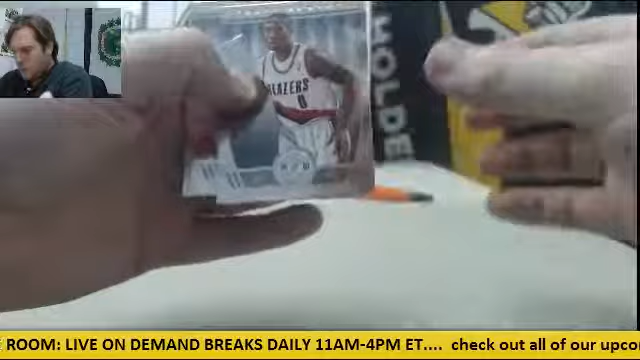 BLAZERS
0
HOLDE
ROOM: LIVE ON DEMAND BREAKS DAILY 11AM-4PM ET.... check out all of our upco